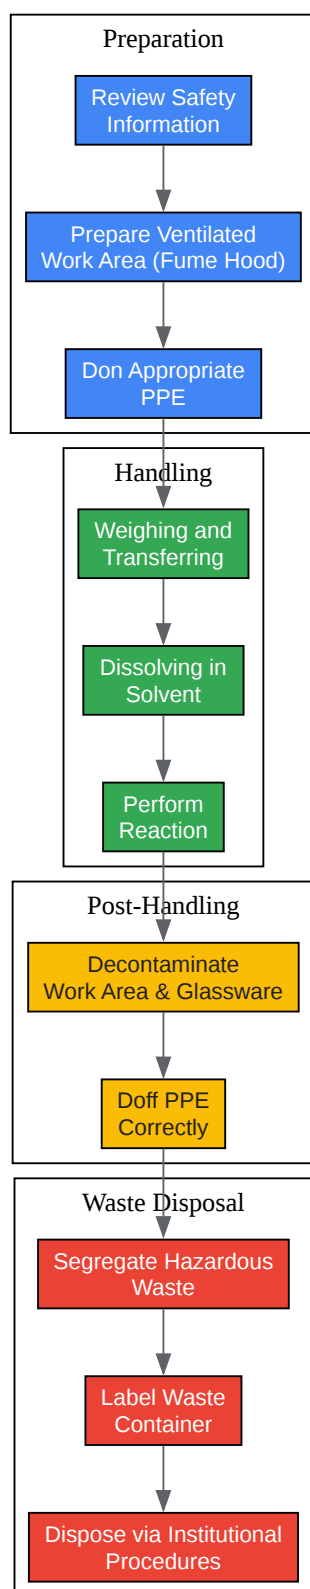 Preparation
Review Safety
Information
Prepare Ventilated
Work Area (Fume Hood)
Don Appropriate
PPE
Handling
Weighing and
Transferring
Dissolving in
Solvent
Perform
Reaction
Post-Handling
Decontaminate
Work Area & Glassware
Doff PPE
Correctly
Waste Disposal
Segregate Hazardous
Waste
Label Waste
Container
Dispose via Institutional
Procedures